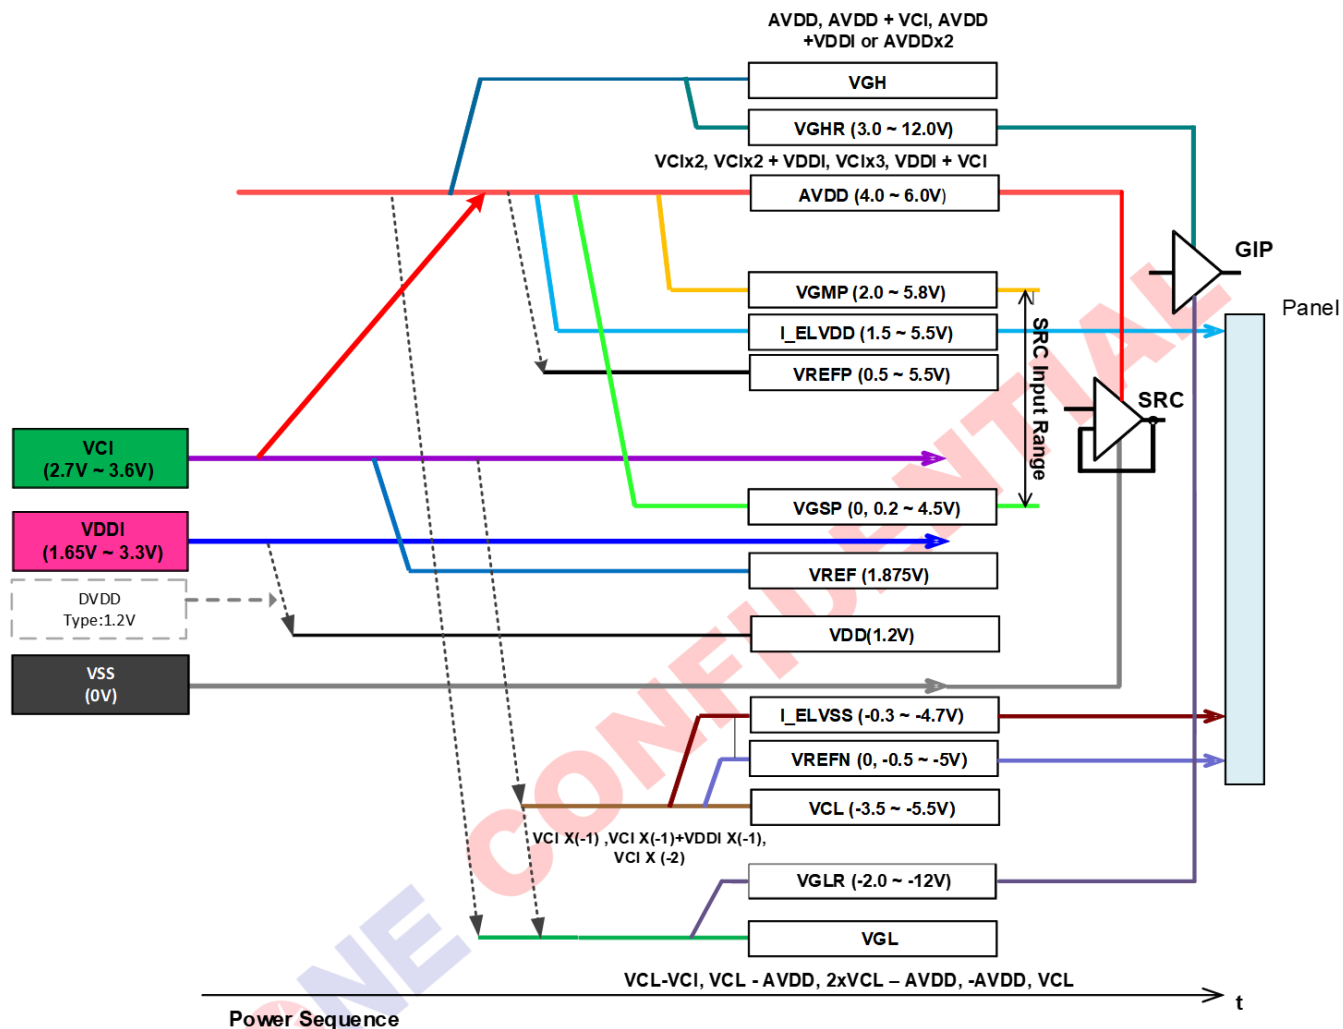 AVDD, AVDD + VCI, AVDD
+VDDI or AVDDx2
VGH
VGHR (3.0 ~ 12.0V)
VCIx2, VCIx2 + VDDI, VCIx3, VDDI + VCI
AVDD (4.0 ~ 6.0V)
GIP
VGMP (2.0 ~ 5.8V)
Panel
I_ELVDD (1.5 ~ 5.5V)
VREFP (0.5 ~ 5.5V)
SRC Input Range
SRC
VCI
(2.7V ~ 3.6V)
VGSP (0, 0.2 ~ 4.5V)
VDDI
(1.65V ~ 3.3V)
VREF (1.875V)
DVDD
Type:1.2V
VDD(1.2V)
VSS
(0V)
I_ELVSS (-0.3 ~ -4.7V)
VREFN (0, -0.5 ~ -5V)
VCL (-3.5 ~ -5.5V)
VCI X(-1) ,VCI X(-1)+VDDI X(-1),
VCI X (-2)
VGLR (-2.0 ~ -12V)
VGL
VCL-VCI, VCL - AVDD, 2xVCL – AVDD, -AVDD, VCL
t
Power Sequence
ONE CONFIDENTIAL